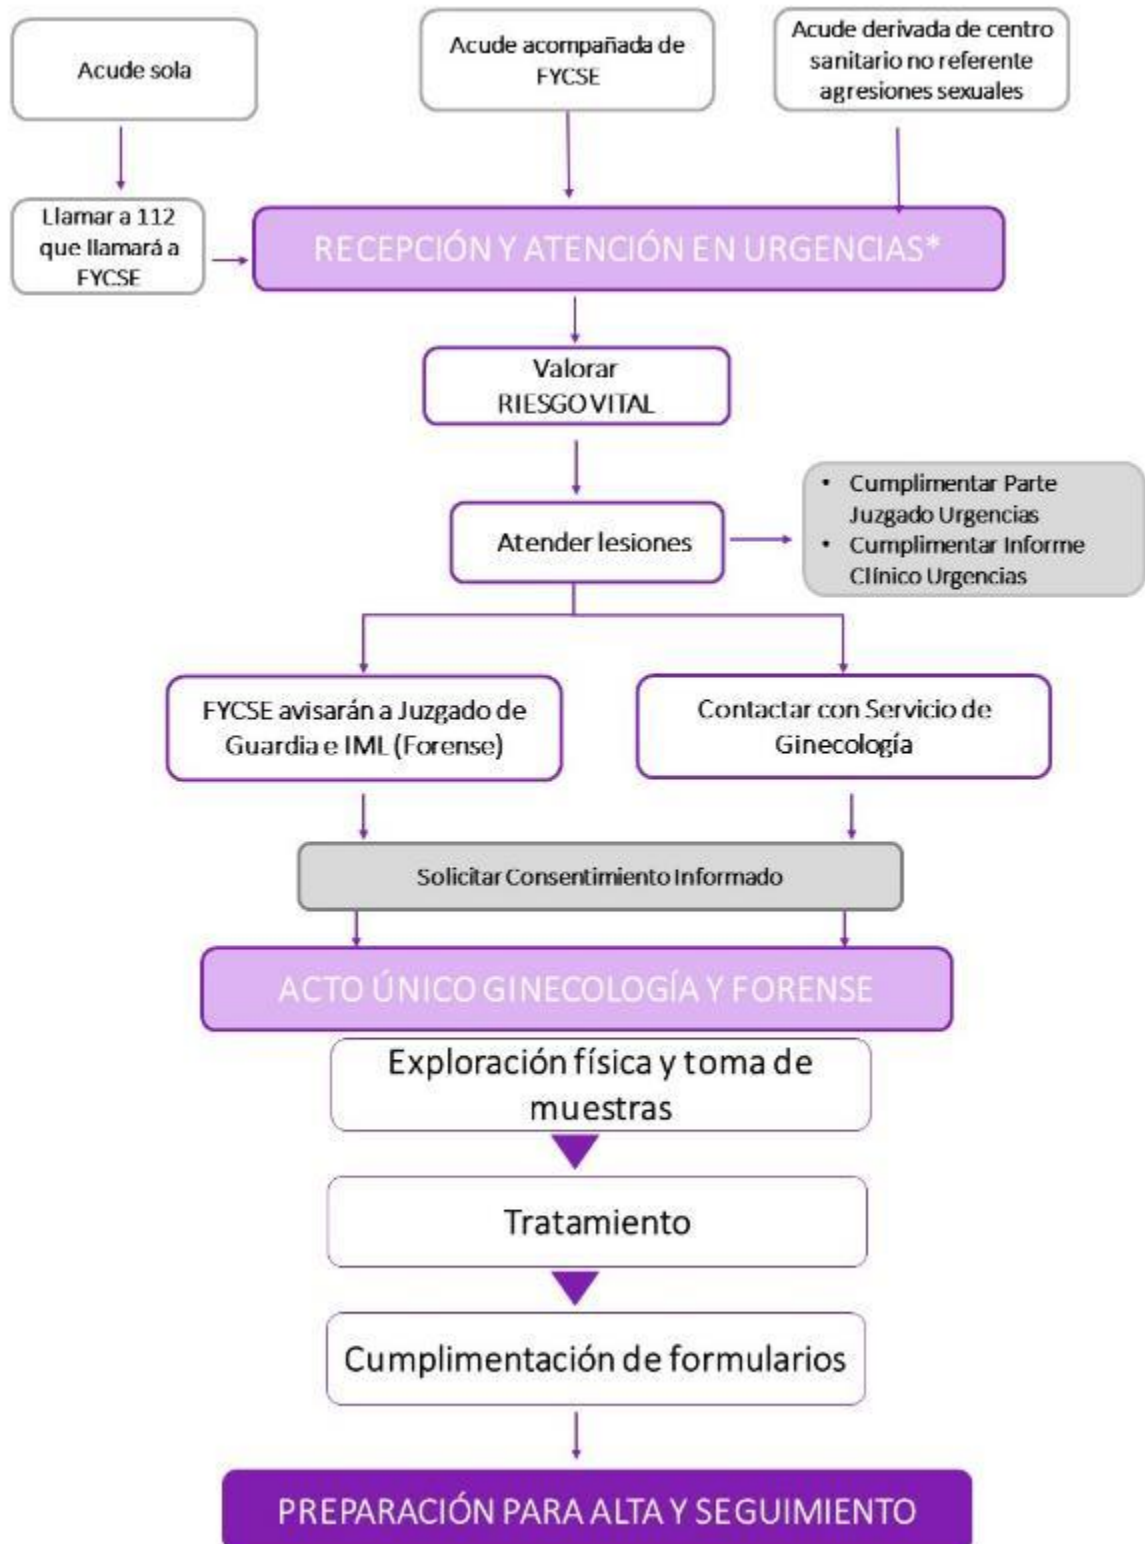 Acude sola
Acude acompañada de
FYCSE
Acude derivada de centro
sanitario no referente
agresiones sexuales
Llamar a 112
que llamará a
FYCSE
RECEPCIÓN Y ATENCIÓN EN URGENCIAS*
Valorar
RIESGO VITAL
Atender lesiones
• Cumplimentar Parte
Juzgado Urgencias
• Cumplimentar Informe
Clínico Urgencias
FYCSE avisarán a Juzgado de
Guardia e IML (Forense)
Contactar con Servicio de
Ginecología
Solicitar Consentimiento Informado
ACTO ÚNICO GINECOLOGÍA Y FORENSE
Exploración física y toma de
muestras
Tratamiento
Cumplimentación de formularios
PREPARACIÓN PARA ALTA Y SEGUIMIENTO